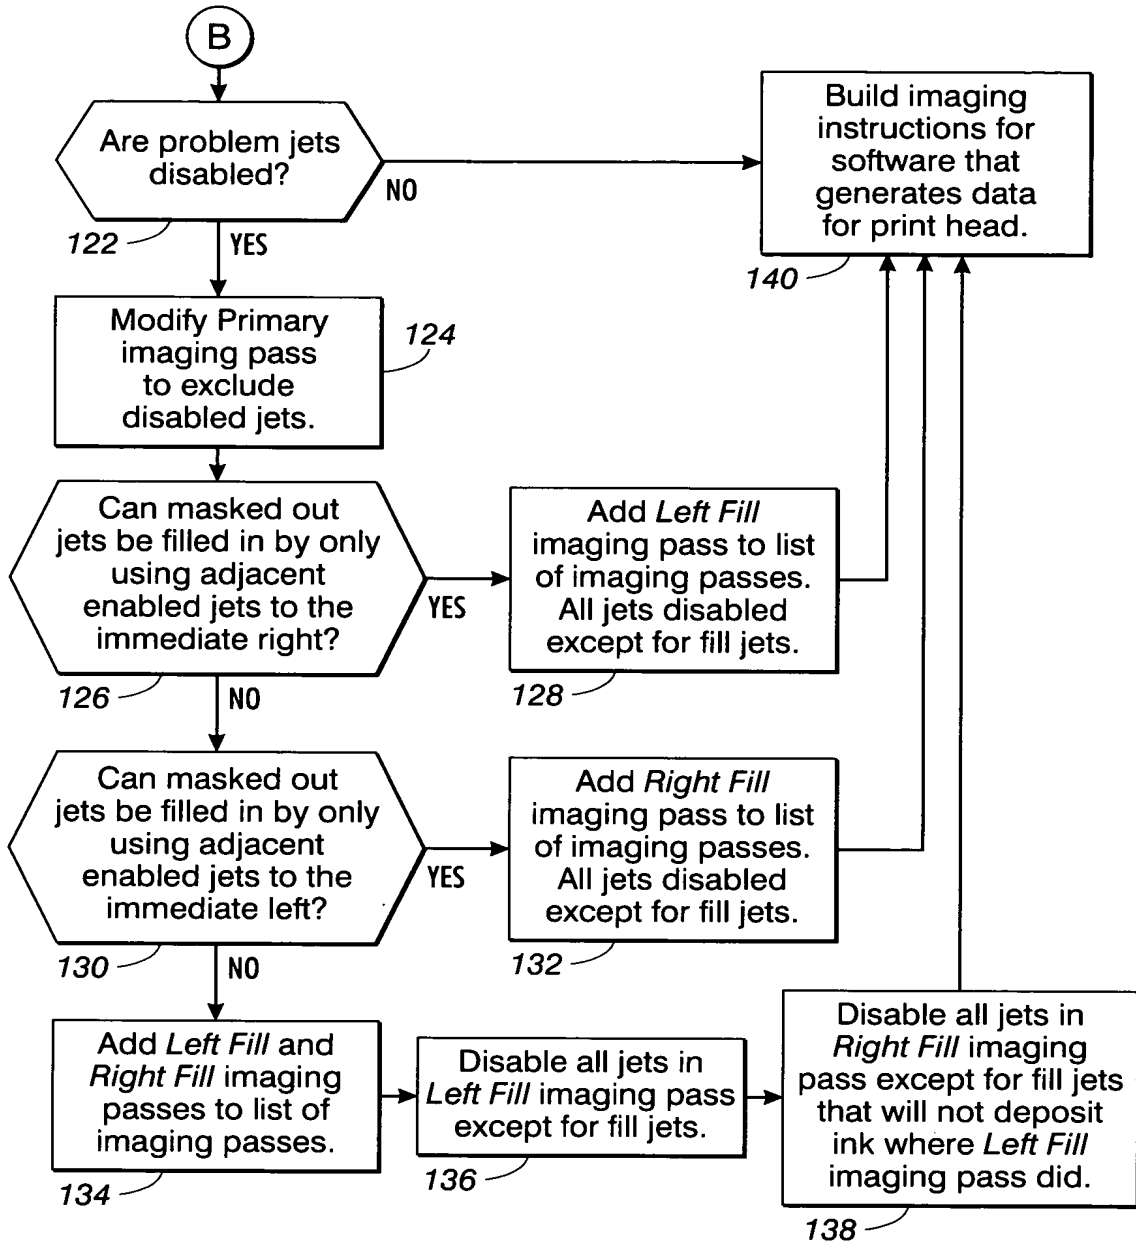 B
Are problem jets
disabled?
NO
122
YES
Build imaging
instructions for
software that
generates data
for print head.
140
Modify Primary
imaging pass
to exclude
disabled jets.
124
Can masked out
jets be filled in by only
using adjacent
enabled jets to the
immediate right?
YES
126
NO
Add Left Fill
imaging pass to list
of imaging passes.
All jets disabled
except for fill jets.
128
Can masked out
jets be filled in by only
using adjacent
enabled jets to the
immediate left?
YES
130
NO
Add Right Fill
imaging pass to list
of imaging passes.
All jets disabled
except for fill jets.
132
Add Left Fill and
Right Fill imaging
passes to list of
imaging passes.
134
Disable all jets in
Left Fill imaging pass
except for fill jets.
136
Disable all jets in
Right Fill imaging
pass except for fill jets
that will not deposit
ink where Left Fill
imaging pass did.
138